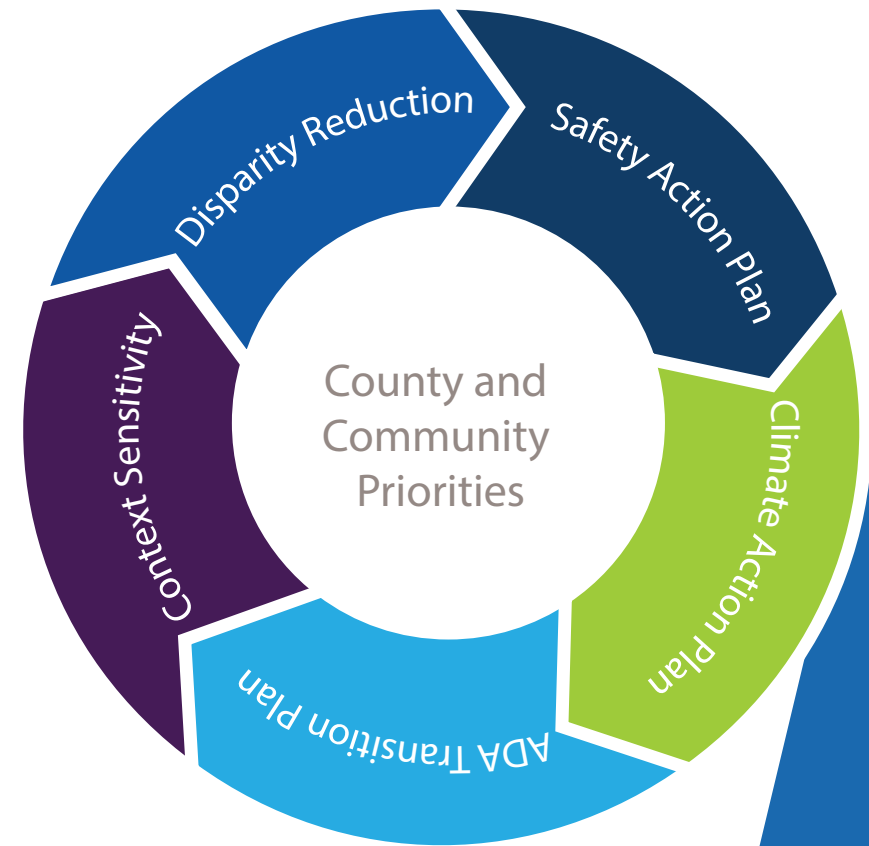 Disparity Reduction
Safety Action Plan
Climate Action Plan
ADA Transition Plan
Context Sensitivity
County and
Community
Priorities